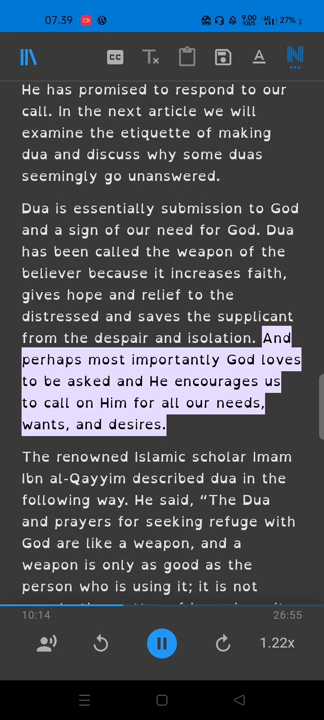 07.39
9.00
KB/S
4G
27%
CC
A
N
He has promised to respond to our
call. In the next article we will
examine the etiquette of making
dua and discuss why some duas
seemingly go unanswered.
Dua is essentially submission to God
and a sign of our need for God. Dua
has been called the weapon of the
believer because it increases faith,
gives hope and relief to the
distressed and saves the supplicant
from the despair and isolation. And
perhaps most importantly God loves
to be asked and He encourages us
to call on Him for all our needs,
wants, and desires.
The renowned Islamic scholar Imam
Ibn al-Qayyim described dua in the
following way. He said, “The Dua
and prayers for seeking refuge with
God are like a weapon, and a
weapon is only as good as the
person who is using it; it is not
10:14
26:55
1.22x